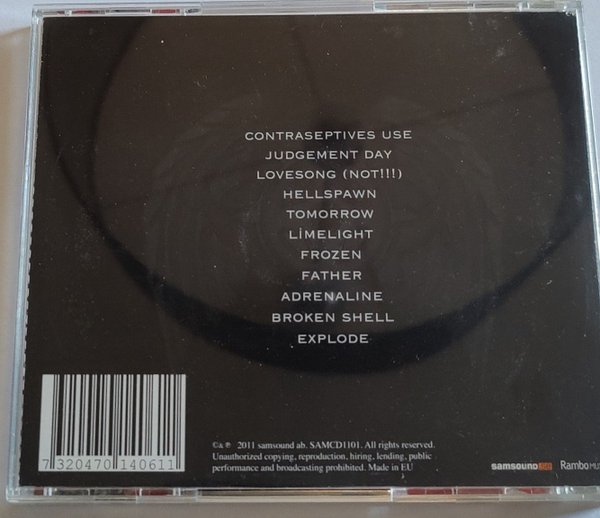 CONTRASEPTIVES USE
JUDGEMENT DAY
LOVESONG (NOT!!!)
HELLSPAWN
TOMORROW
LİMELIGHT
FROZEN
FATHER
ADRENALINE
BROKEN SHELL
EXPLODE
©& ℗ 2011 samsound ab. SAMCD1101. All rights reserved.
Unauthorized copying, reproduction, hiring, lending, public
performance and broadcasting prohibited. Made in EU
7 320470 140611
samsound
RamboMU